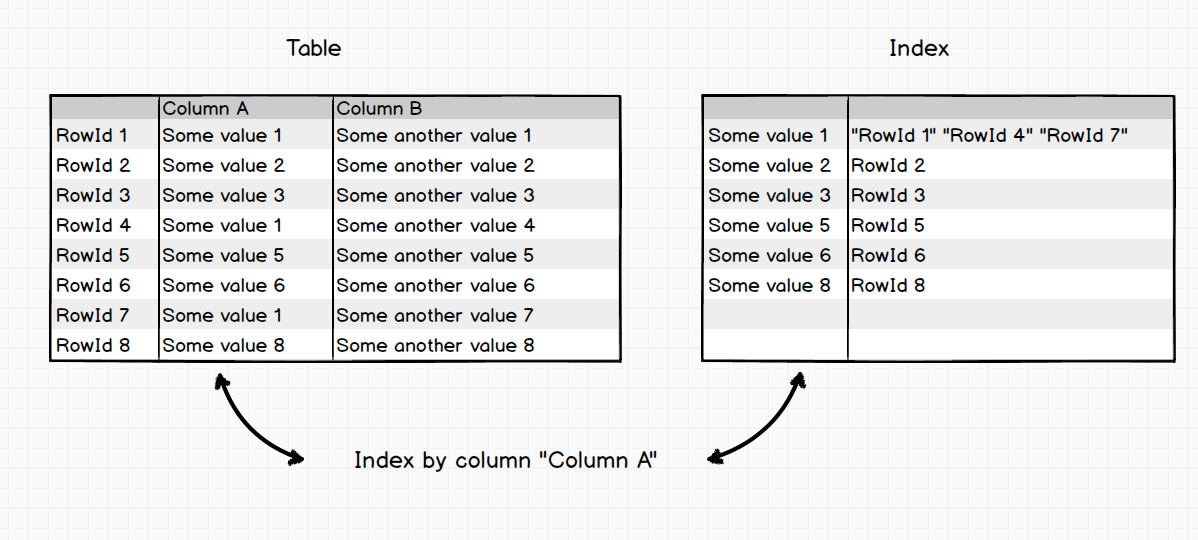 Table
Column A Column B
RowId 1 Some value 1 Some another value 1
RowId 2 Some value 2 Some another value 2
RowId 3 Some value 3 Some another value 3
RowId 4 Some value 1 Some another value 4
RowId 5 Some value 5 Some another value 5
RowId 6 Some value 6 Some another value 6
RowId 7 Some value 1 Some another value 7
RowId 8 Some value 8 Some another value 8
Index
Some value 1 "RowId 1" "RowId 4" "RowId 7"
Some value 2 RowId 2
Some value 3 RowId 3
Some value 5 RowId 5
Some value 6 RowId 6
Some value 8 RowId 8
Index by column "Column A"